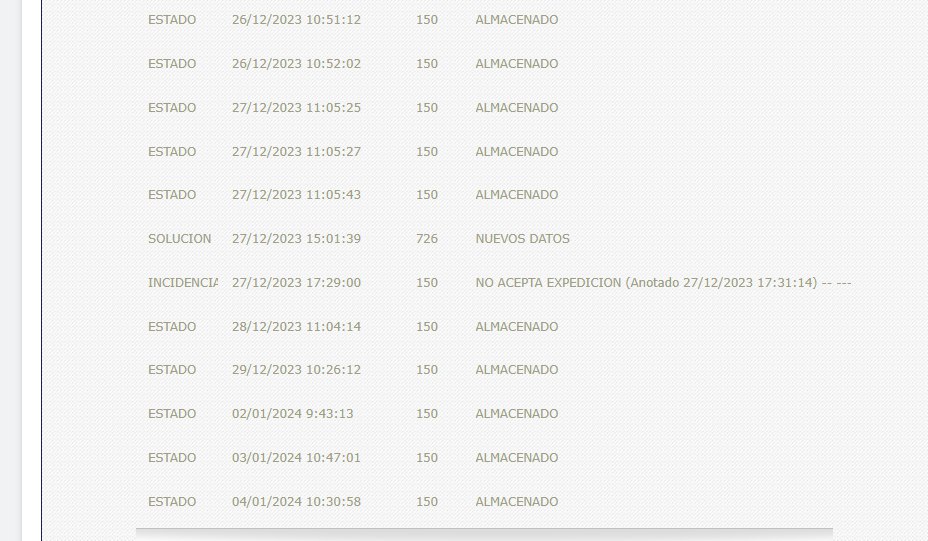 ESTADO 26/12/2023 10:51:12 150 ALMACENADO
ESTADO 26/12/2023 10:52:02 150 ALMACENADO
ESTADO 27/12/2023 11:05:25 150 ALMACENADO
ESTADO 27/12/2023 11:05:27 150 ALMACENADO
ESTADO 27/12/2023 11:05:43 150 ALMACENADO
SOLUCION 27/12/2023 15:01:39 726 NUEVOS DATOS
INCIDENCIA 27/12/2023 17:29:00 150 NO ACEPTA EXPEDICION (Anotado 27/12/2023 17:31:14) -- ---
ESTADO 28/12/2023 11:04:14 150 ALMACENADO
ESTADO 29/12/2023 10:26:12 150 ALMACENADO
ESTADO 02/01/2024 9:43:13 150 ALMACENADO
ESTADO 03/01/2024 10:47:01 150 ALMACENADO
ESTADO 04/01/2024 10:30:58 150 ALMACENADO